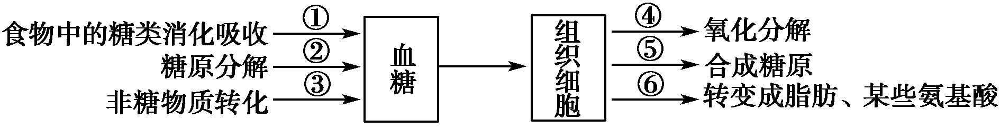 食物中的糖类消化吸收
①
糖原分解
②
非糖物质转化
③
血糖
组织细胞
④
氧化分解
⑤
合成糖原
⑥
转变成脂肪、某些氨基酸